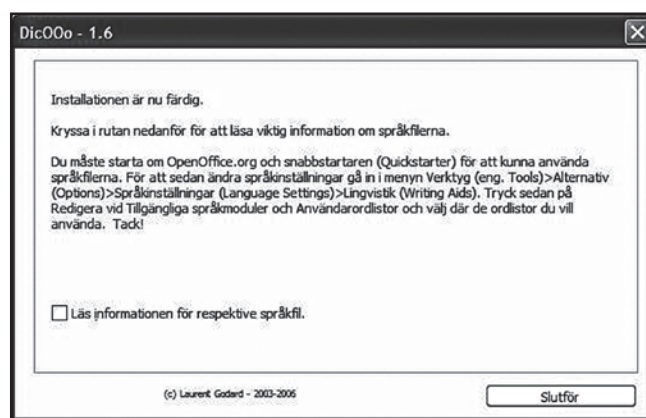 DicOOo - 1.6
Installationen är nu färdig.
Kryssa i rutan nedanför för att läsa viktig information om språkfilerna.
Du måste starta om OpenOffice.org och snabbstartaren (Quickstarter) för att kunna använda
språkfilerna. För att sedan ändra språkinställningar gå in i menyn Verktyg (eng. Tools)>Alternativ
(Options)>Språkinställningar (Language Settings)>Lingvistik (Writing Aids). Tryck sedan på
Redigera vid Tillgängliga språkmoduler och Användarordlistor och välj där de ordlistor du vill
använda. Tack!
Läs informationen för respektive språkfil.
(c) Laurent Godard - 2003-2006
Slutför